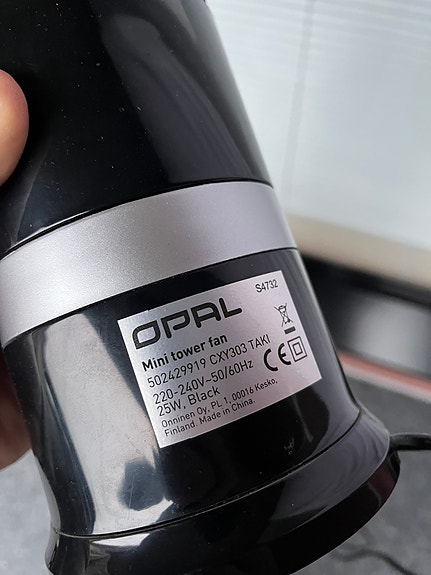 S4732
OPAL
Mini tower fan
502429919 CXY303 TAKI
220-240V~50/60Hz
25W, Black
CE
Onninen Oy, PL 1, 00016 Kesko,
Finland. Made in China.